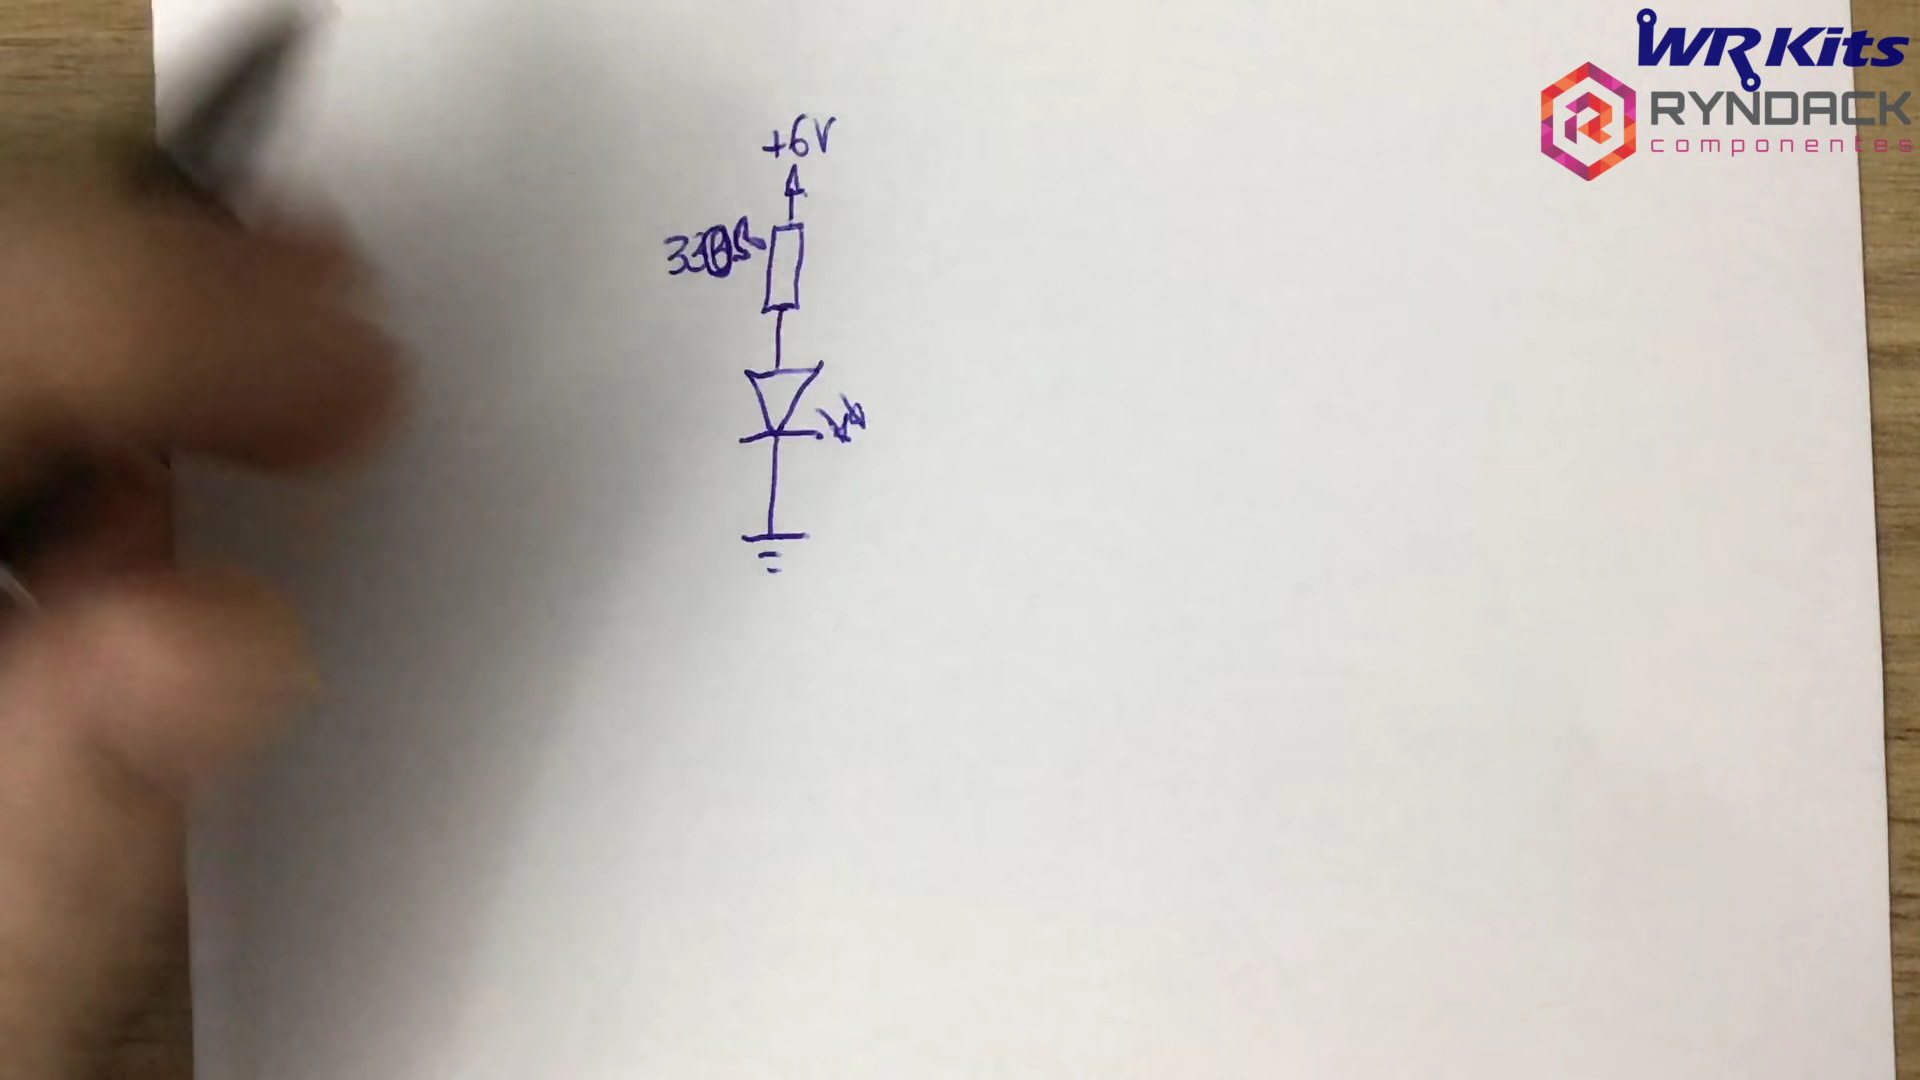 WR Kits
RYNDACK
componentes
+6V
330Ω